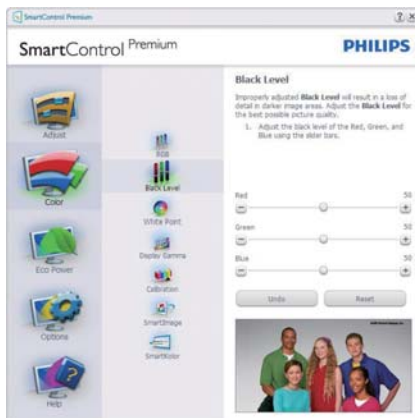 SmartControl Premium
SmartControl Premium
PHILIPS
Adjust
Color
Eco Power
Options
Help
RGB
Black Level
White Point
Display Gamma
Calibration
SmartImage
SmartKolor
Black Level
Improperly adjusted Black Level will result in a loss of
detail in darker image areas. Adjust the Black Level for
the best possible picture quality.
1. Adjust the black level of the Red, Green, and
Blue using the slider bars.
Red 50
Green 50
Blue 50
Undo Reset